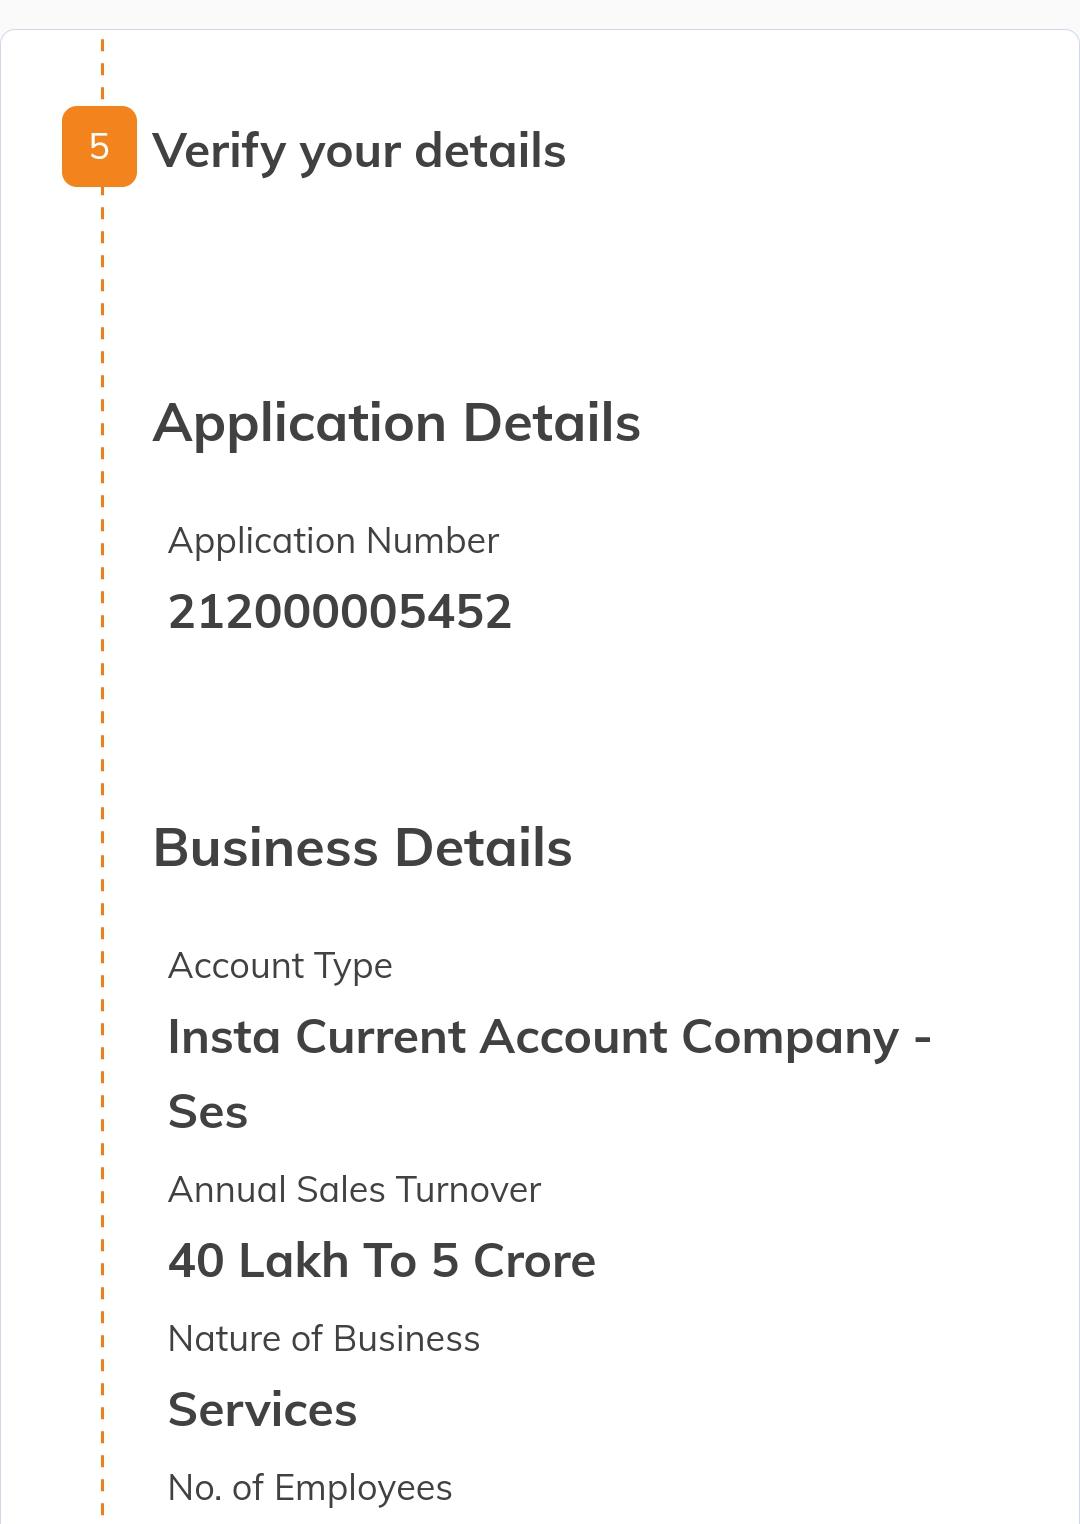 5
Verify your details
Application Details
Application Number
212000005452
Business Details
Account Type
Insta Current Account Company -
Ses
Annual Sales Turnover
40 Lakh To 5 Crore
Nature of Business
Services
No. of Employees